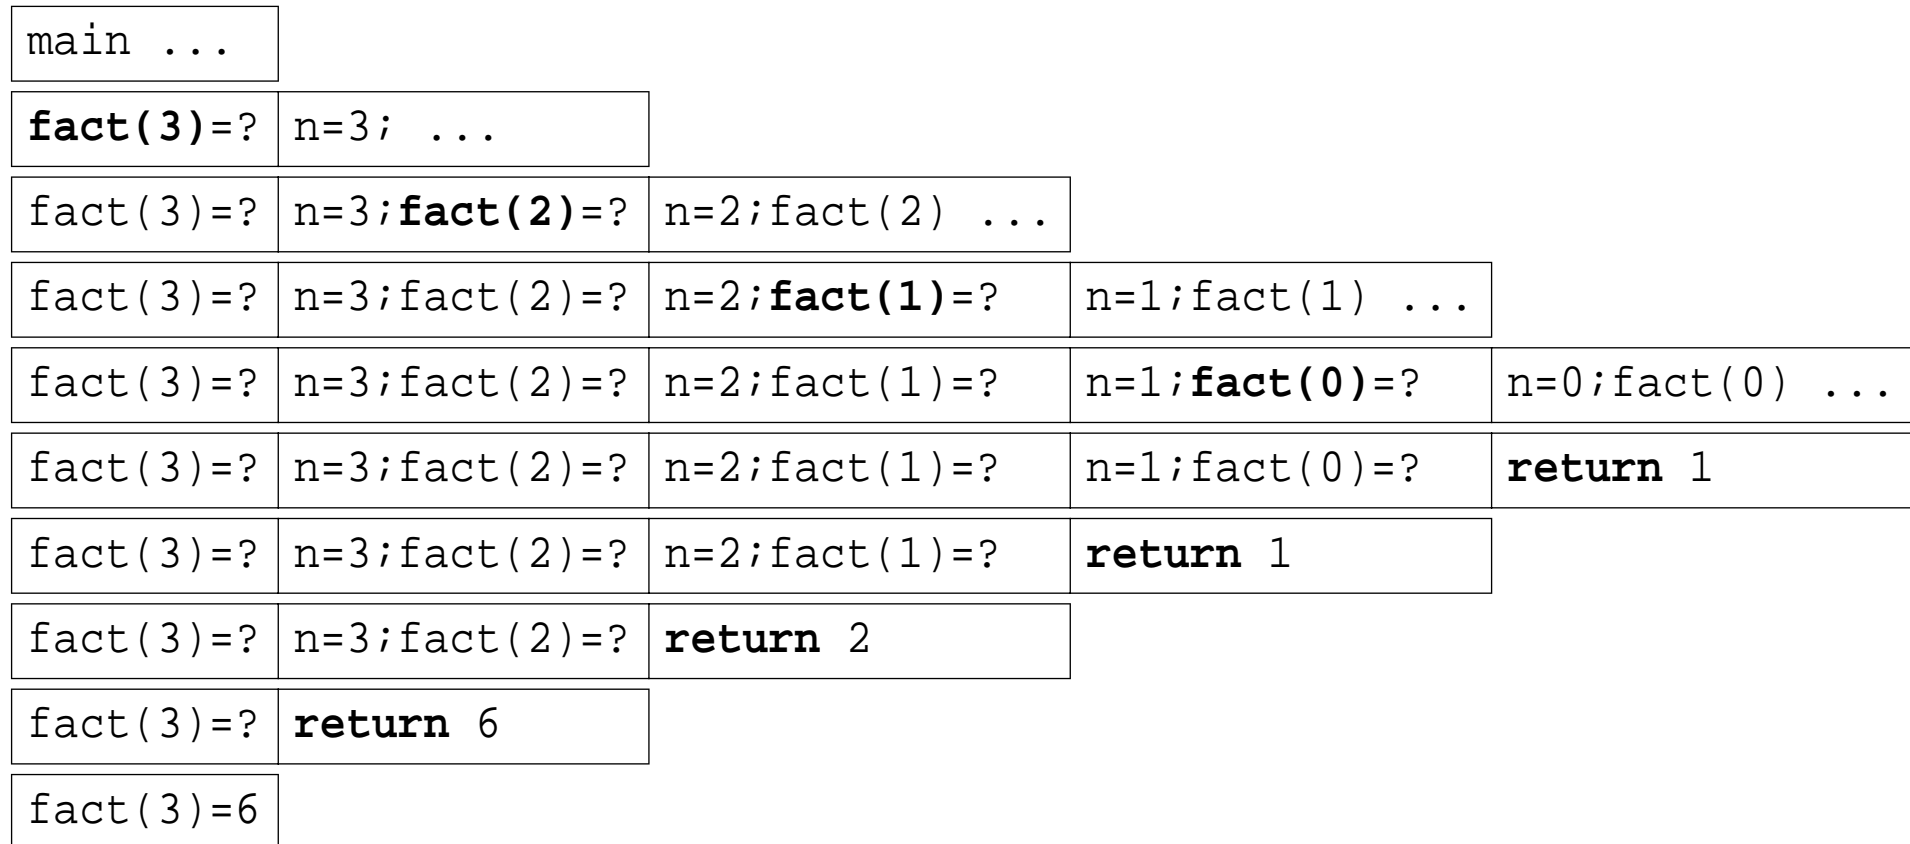 main ...
fact(3)=? n=3; ...
fact(3)=? n=3;fact(2)=? n=2;fact(2) ...
fact(3)=? n=3;fact(2)=? n=2;fact(1)=? n=1;fact(1) ...
fact(3)=? n=3;fact(2)=? n=2;fact(1)=? n=1;fact(0)=? n=0;fact(0) ...
fact(3)=? n=3;fact(2)=? n=2;fact(1)=? n=1;fact(0)=? return 1
fact(3)=? n=3;fact(2)=? n=2;fact(1)=? return 1
fact(3)=? n=3;fact(2)=? return 2
fact(3)=? return 6
fact(3)=6